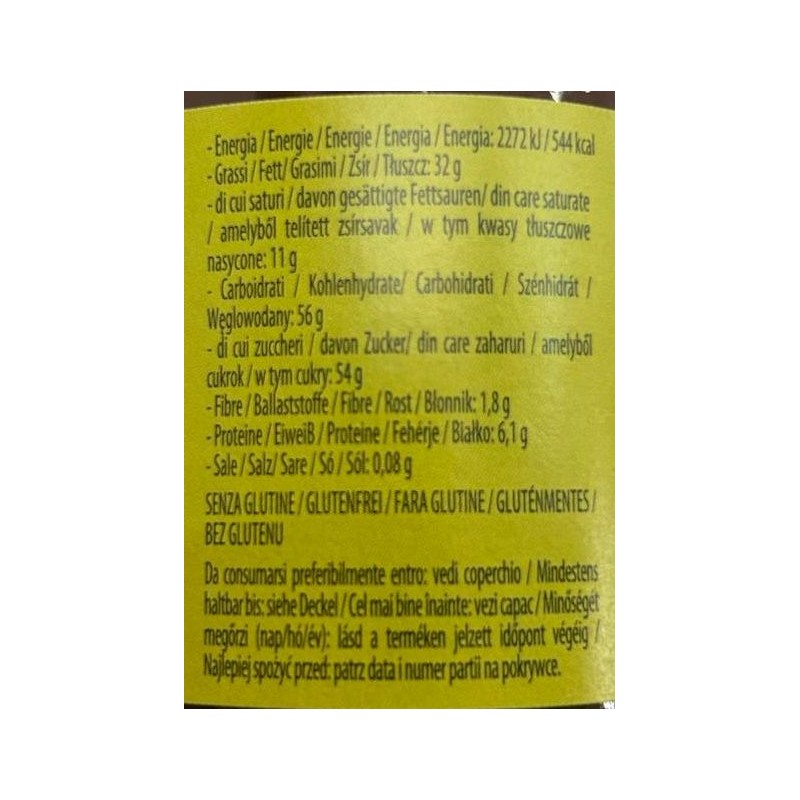 - Energia / Energie / Energie / Energia / Energia: 2272 kJ / 544 kcal
- Grassi / Fett/ Grasimi / Zsír / Tłuszcz: 32 g
- di cui saturi / davon gesättigte Fettsauren/ din care saturate
/ amelyből telített zsírsavak / w tym kwasy tłuszczowe
nasycone: 11 g
- Carboidrati / Kohlenhydrate/ Carbohidrati / Szénhidrát /
Węglowodany: 56 g
- di cui zuccheri / davon Zucker/ din care zaharuri / amelyből
cukrok / w tym cukry: 54 g
- Fibre / Ballaststoffe / Fibre / Rost / Błonnik: 1,8 g
- Proteine / Eiweiß / Proteine / Fehérje / Białko: 6,1 g
- Sale / Salz/ Sare / Só / Sól: 0,08 g
SENZA GLUTINE / GLUTENFREI / FARA GLUTINE / GLUTÉNMENTES /
BEZ GLUTENU
Da consumarsi preferibilmente entro: vedi coperchio / Mindestens
haltbar bis: siehe Deckel / Cel mai bine înainte: vezi capac / Minőségét
megőrzi (nap/hó/év): lásd a terméken jelzett időpont végéig /
Najlepiej spożyć przed: patrz data i numer partii na pokrywce.